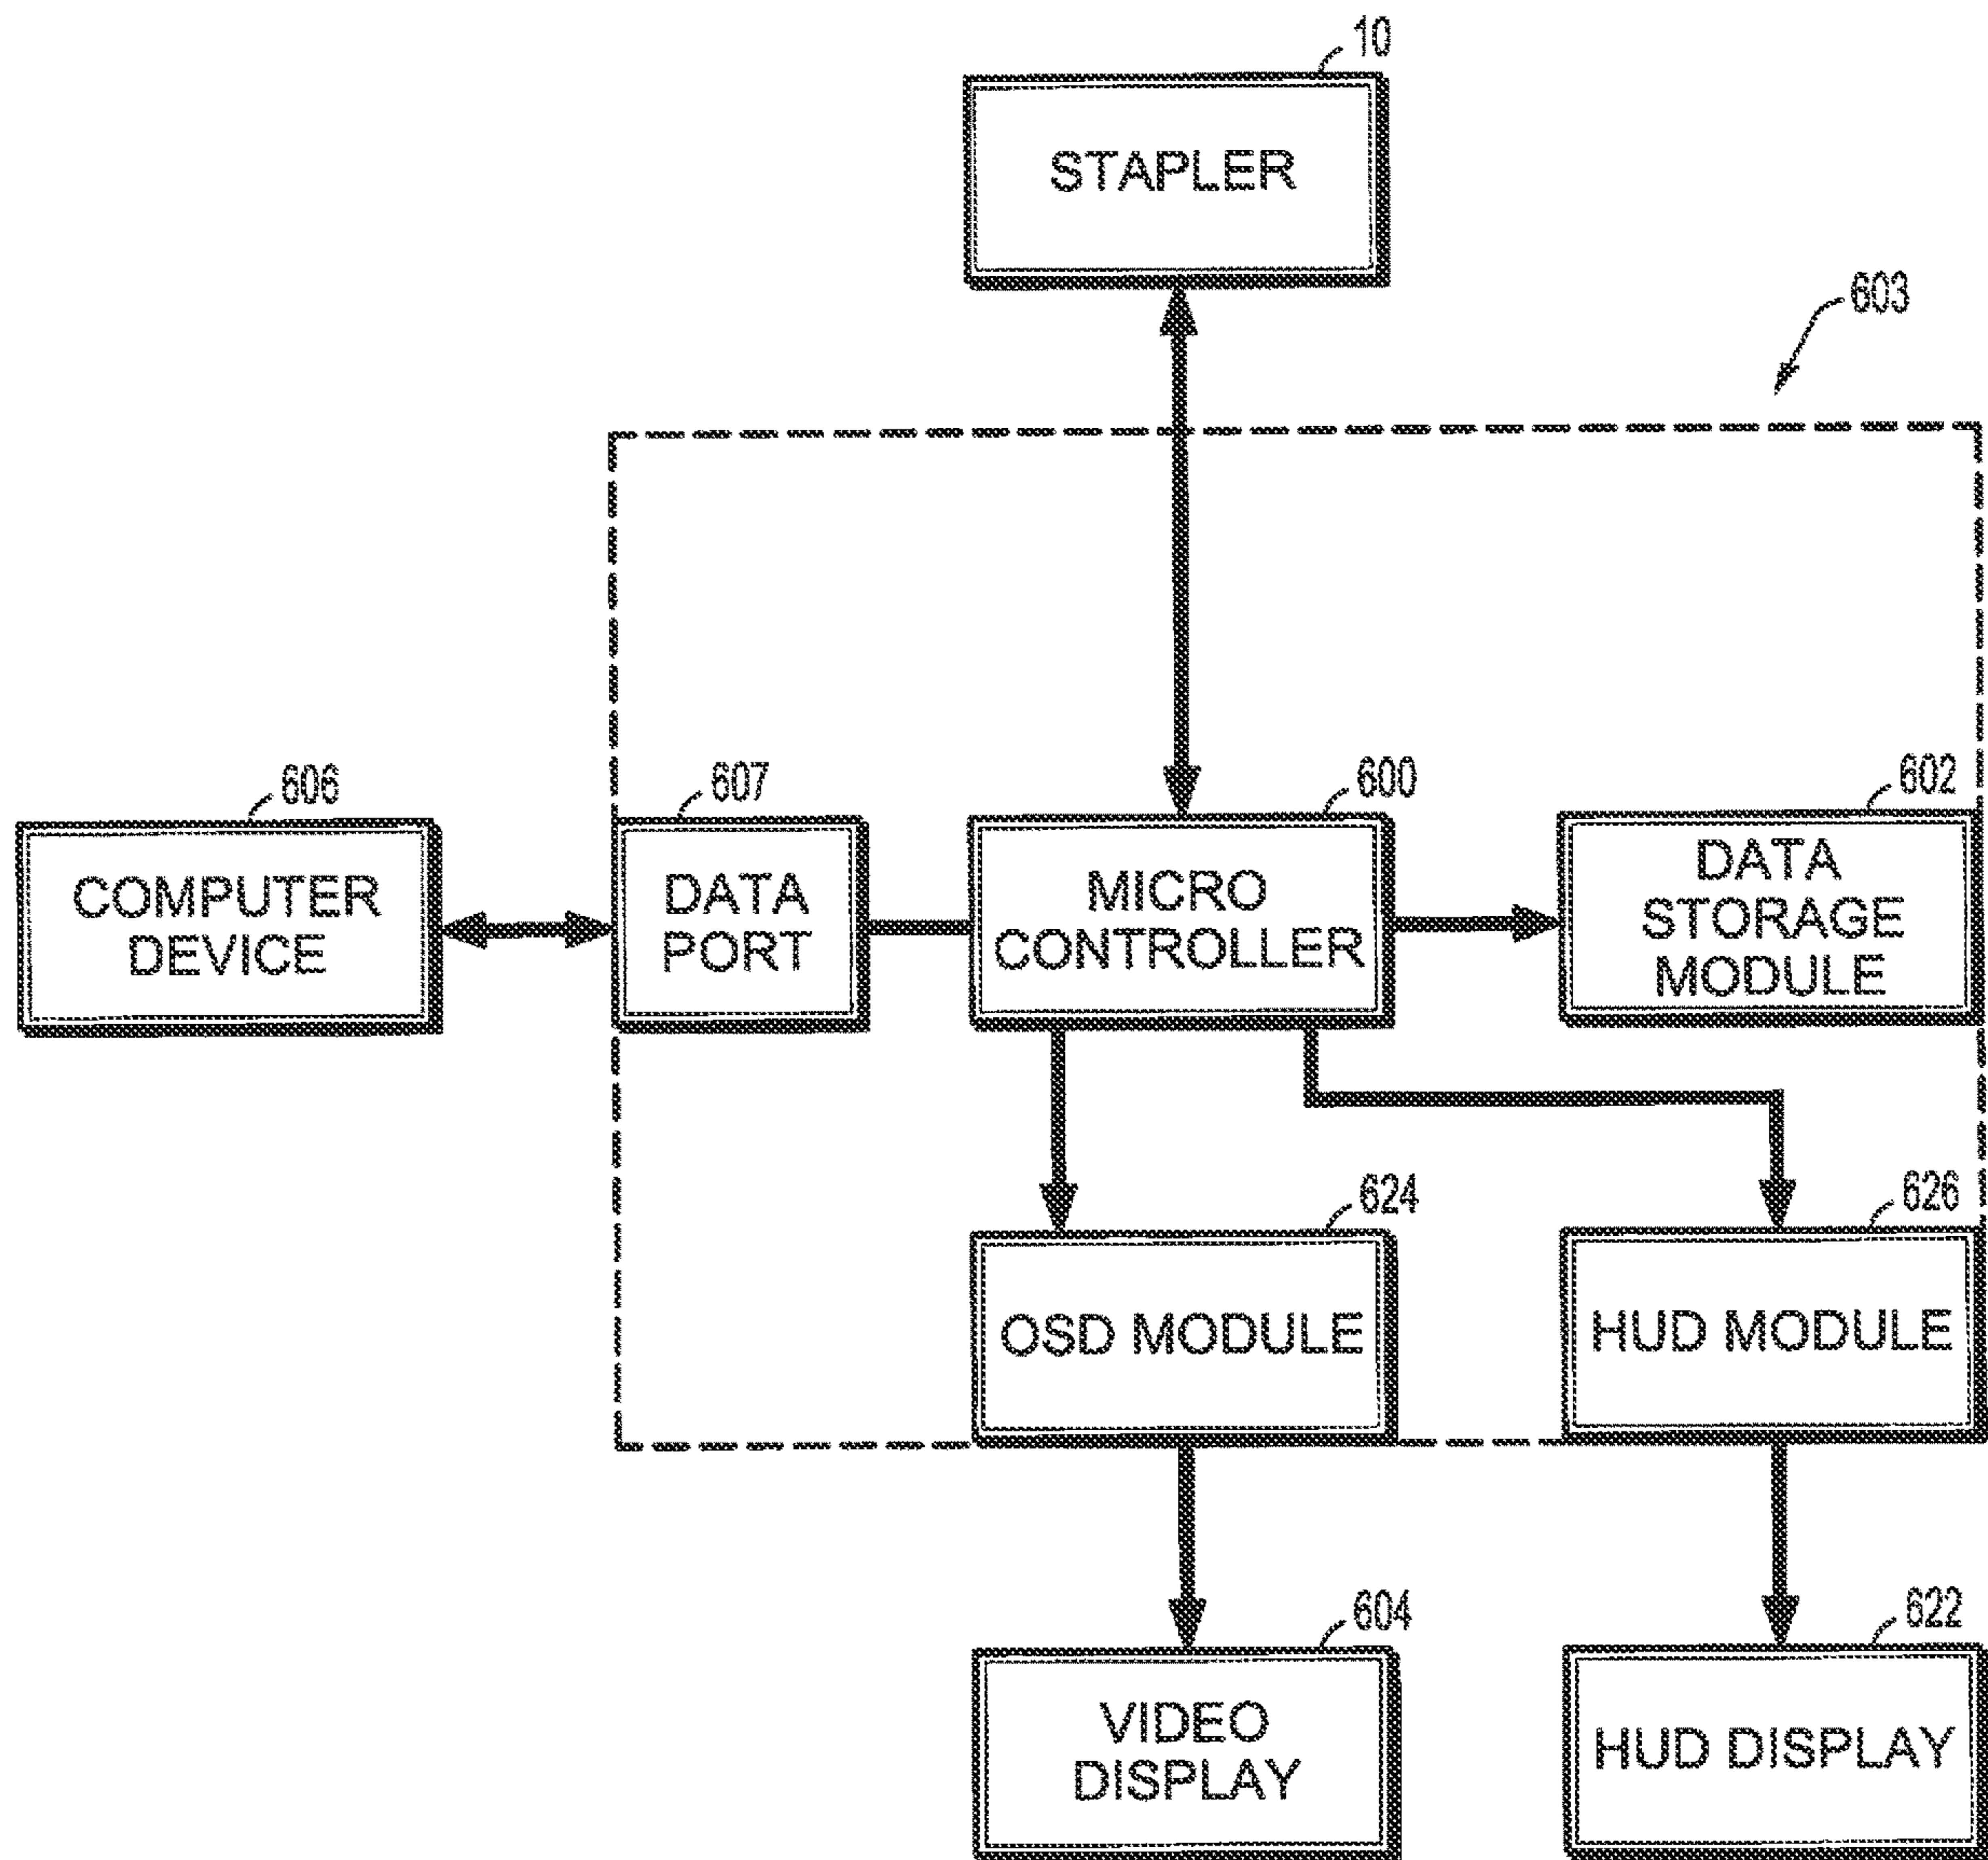 10
STAPLER
603
606
COMPUTER
DEVICE
607
DATA
PORT
600
MICRO
CONTROLLER
602
DATA
STORAGE
MODULE
624
OSD MODULE
626
HUD MODULE
604
VIDEO
DISPLAY
622
HUD DISPLAY